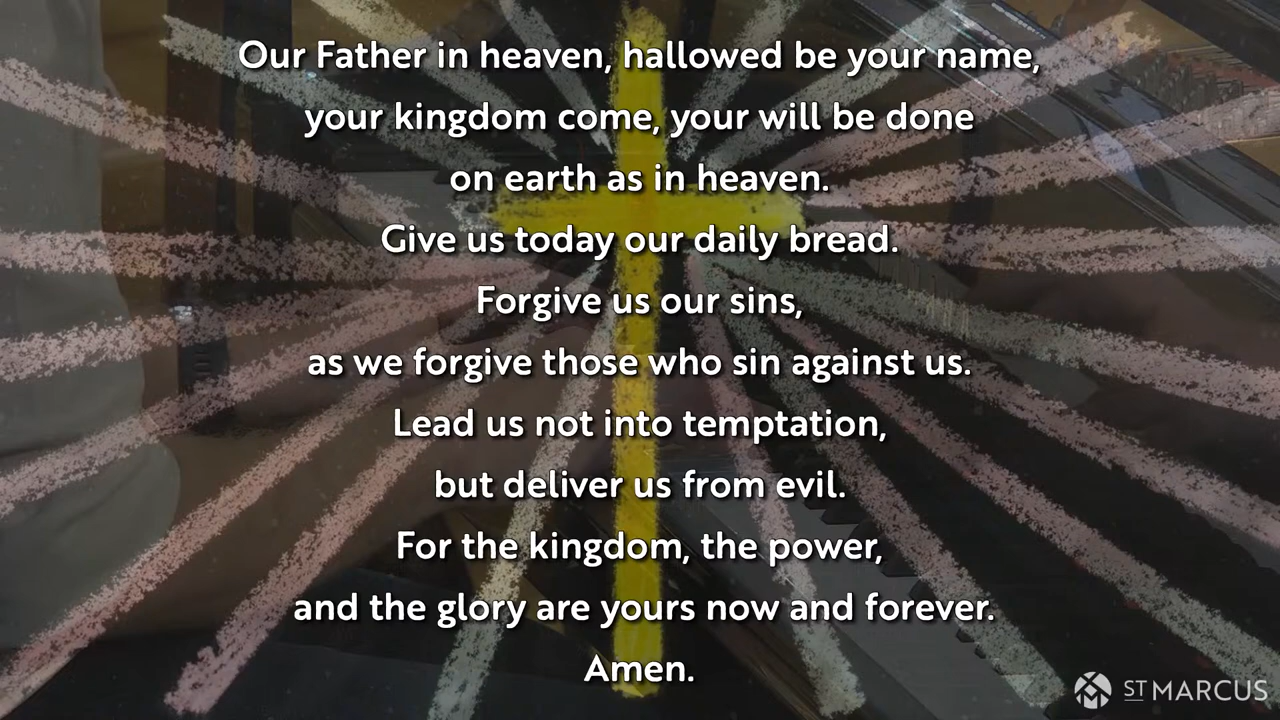 Our Father in heaven, hallowed be your name,
your kingdom come, your will be done
on earth as in heaven.
Give us today our daily bread.
Forgive us our sins,
as we forgive those who sin against us.
Lead us not into temptation,
but deliver us from evil.
For the kingdom, the power,
and the glory are yours now and forever.
Amen.
ST MARCUS